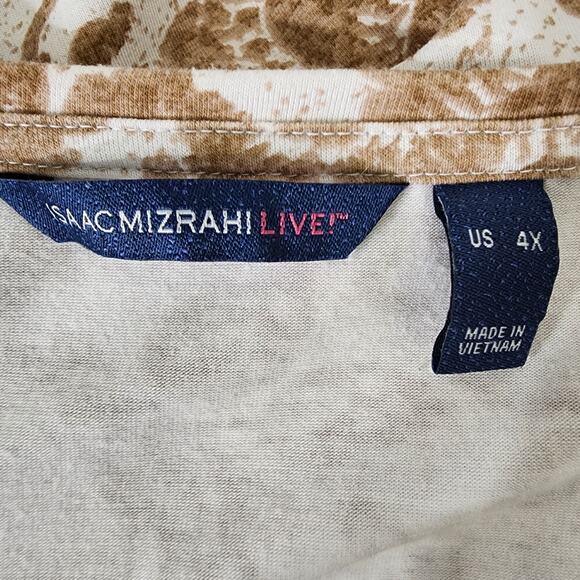 ISAAC MIZRAHI LIVE!™
US 4X
MADE IN
VIETNAM